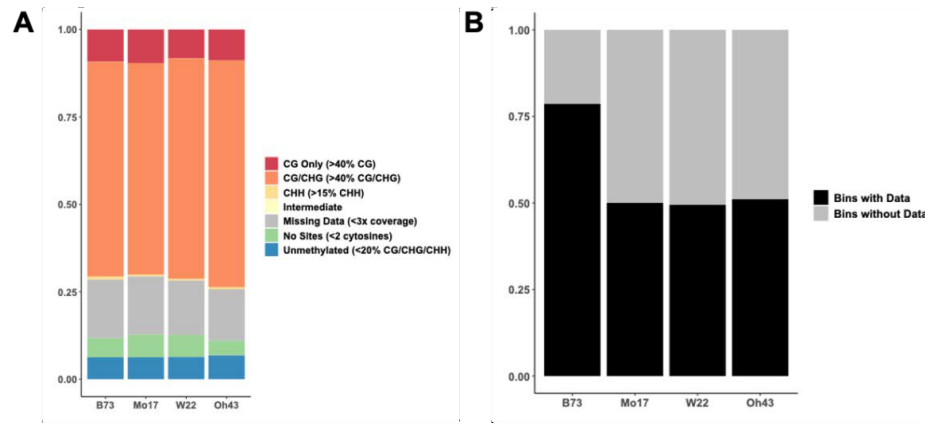 A
1.00
0.75
0.50
0.25
0.00
B73 Mo17 W22 Oh43
CG Only (>40% CG)
CG/CHG (>40% CG/CHG)
CHH (>15% CHH)
Intermediate
Missing Data (<3x coverage)
No Sites (<2 cytosines)
Unmethylated (<20% CG/CHG/CHH)
B
1.00
0.75
0.50
0.25
0.00
B73 Mo17 W22 Oh43
Bins with Data
Bins without Data